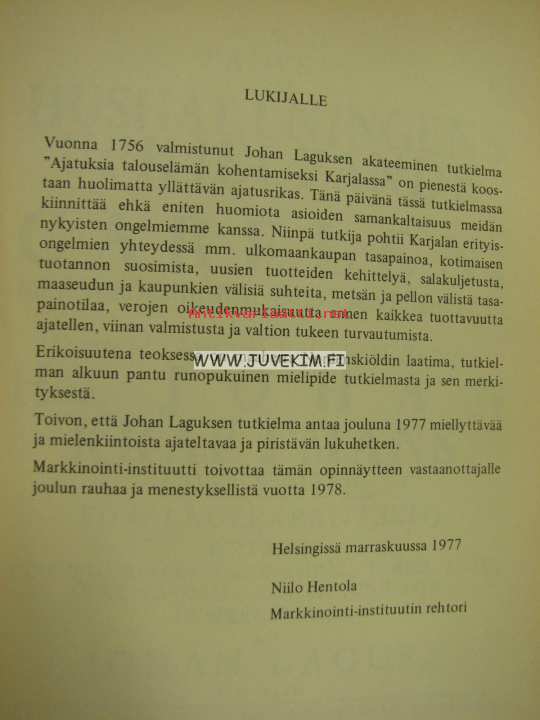 LUKIJALLE
Vuonna 1756 valmistunut Johan Laguksen akateeminen tutkielma
"Ajatuksia talouselämän kohentamiseksi Karjalassa" on pienestä koos-
taan huolimatta yllättävän ajatusrikas. Tänä päivänä tässä tutkielmassa
kiinnittää ehkä eniten huomiota asioiden samankaltaisuus meidän
nykyisten ongelmiemme kanssa. Niinpä tutkija pohtii Karjalan erityis-
ongelmien yhteydessä mm. ulkomaankaupan tasapainoa, kotimaisen
tuotannon suosimista, uusien tuotteiden kehittelyä, salakuljetusta,
maaseudun ja kaupunkien välisiä suhteita, metsän ja pellon välistä tasa-
painotilaa, verojen oikeudenmukaisuutta ennen kaikkea tuottavuutta
ajatellen, viinan valmistusta ja valtion tukeen turvautumista.
Erikoisuutena teoksessa nskiöldin laatima, tutkiel-
WWW.JUVEKIM.FI
man alkuun pantu runopukuinen mielipide tutkielmasta ja sen merki-
tyksestä.
Toivon, että Johan Laguksen tutkielma antaa jouluna 1977 miellyttävää
ja mielenkiintoista ajateltavaa ja piristävän lukuhetken.
Markkinointi-instituutti toivottaa tämän opinnäytteen vastaanottajalle
joulun rauhaa ja menestyksellistä vuotta 1978.
Helsingissä marraskuussa 1977
Niilo Hentola
Markkinointi-instituutin rehtori